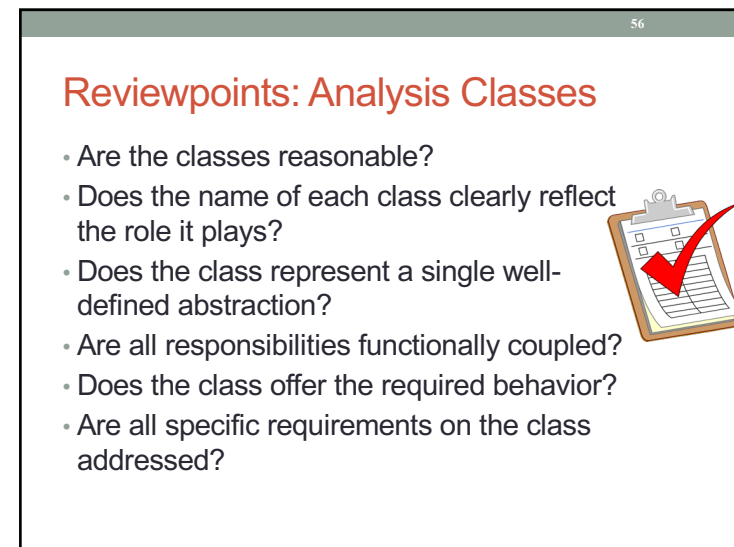 56
Reviewpoints: Analysis Classes
• Are the classes reasonable?
• Does the name of each class clearly reflect
the role it plays?
• Does the class represent a single well-
defined abstraction?
• Are all responsibilities functionally coupled?
• Does the class offer the required behavior?
• Are all specific requirements on the class
addressed?